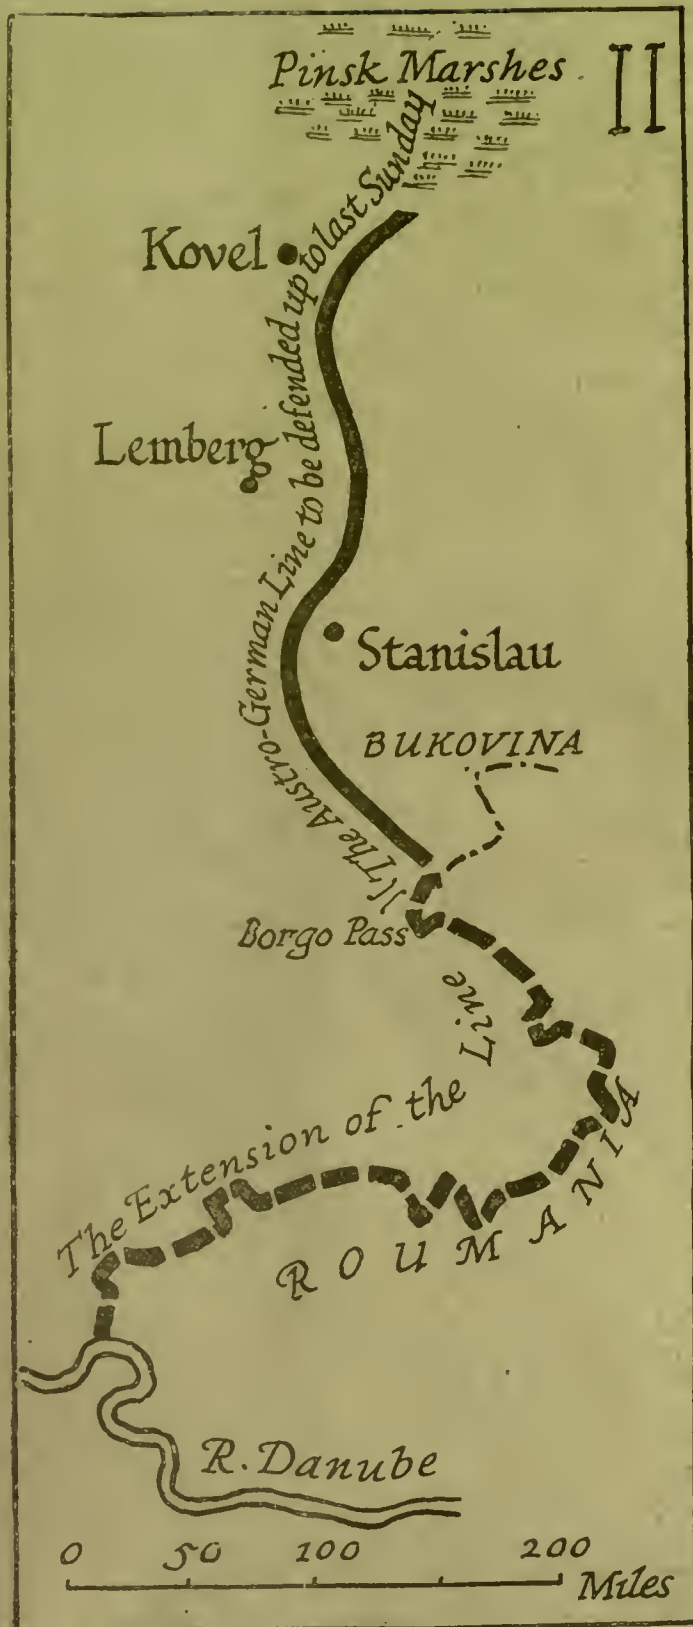 II
Pinsk Marshes
Kovel
Lemberg
The Austro-German Line to be defended up to last Sunday
Stanislau
BUKOVINA
Borgo Pass
The Extension of the Line
ROUMANIA
R. Danube
0 50 100 200
Miles